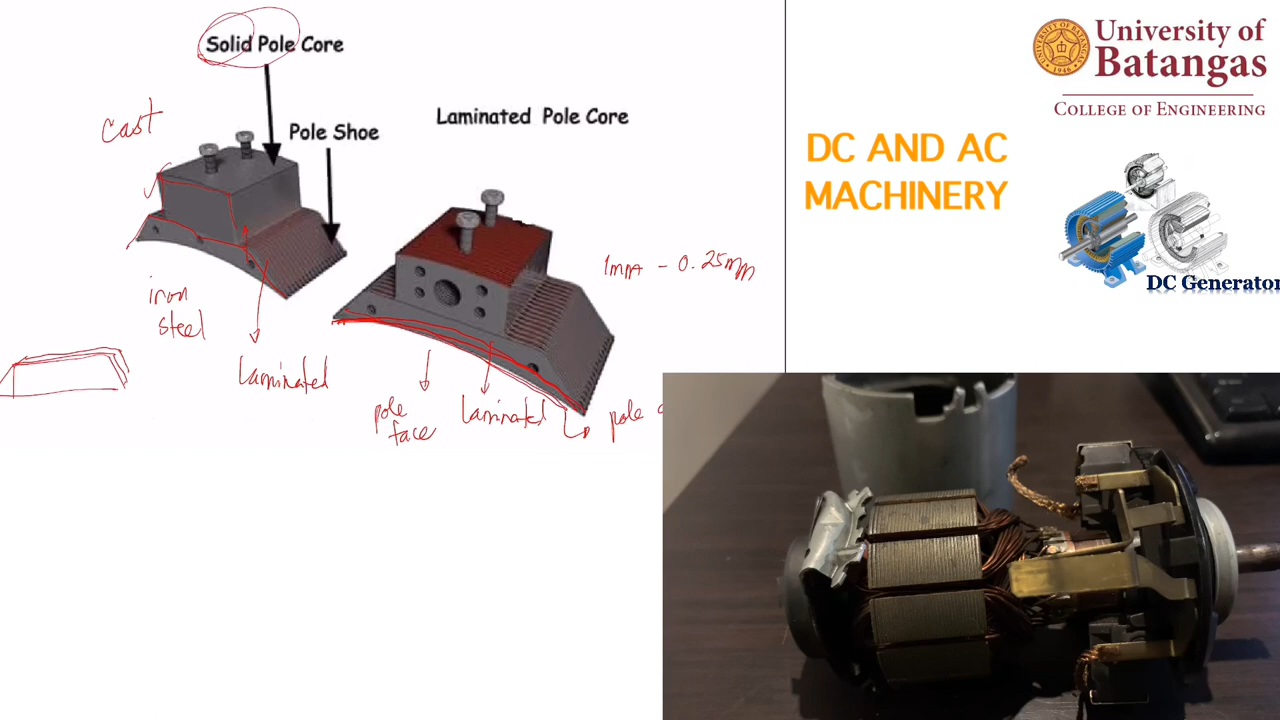 Solid Pole Core
cast
Pole Shoe
Laminated Pole Core
1mm - 0.25mm
iron
steel
Laminated
pole
face
Laminated
pole
University of
Batangas
COLLEGE OF ENGINEERING
DC AND AC
MACHINERY
DC Generator
1946